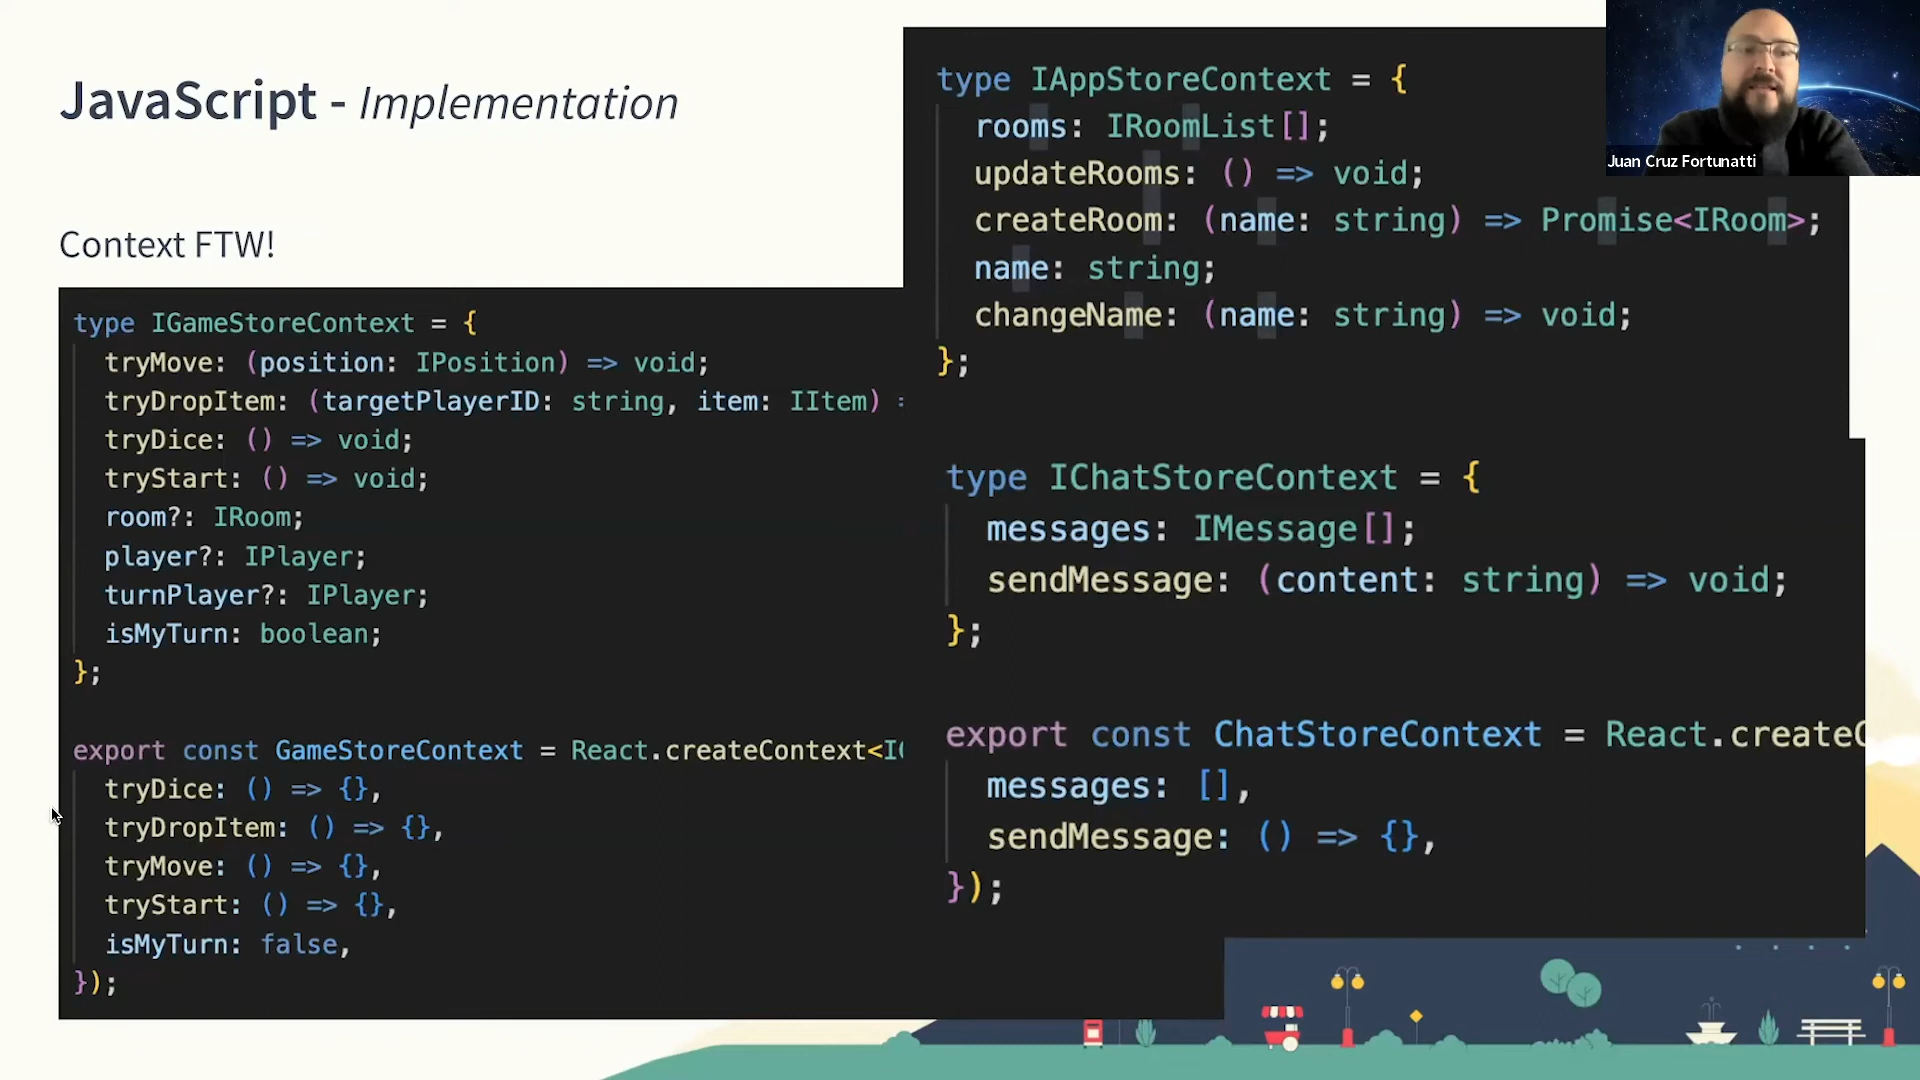 JavaScript - Implementation
Context FTW!
type IGameStoreContext = {
tryMove: (position: IPosition) => void;
tryDropItem: (targetPlayerID: string, item: IItem) =
tryDice: () => void;
tryStart: () => void;
room?: IRoom;
player?: IPlayer;
turnPlayer?: IPlayer;
isMyTurn: boolean;
};
export const GameStoreContext = React.createContext<IG
tryDice: () => {},
tryDropItem: () => {},
tryMove: () => {},
tryStart: () => {},
isMyTurn: false,
});
type IAppStoreContext = {
rooms: IRoomList[];
updateRooms: () => void;
createRoom: (name: string) => Promise<IRoom>;
name: string;
changeName: (name: string) => void;
};
type IChatStoreContext = {
messages: IMessage[];
sendMessage: (content: string) => void;
};
export const ChatStoreContext = React.createC
messages: [],
sendMessage: () => {},
});
Juan Cruz Fortunatti